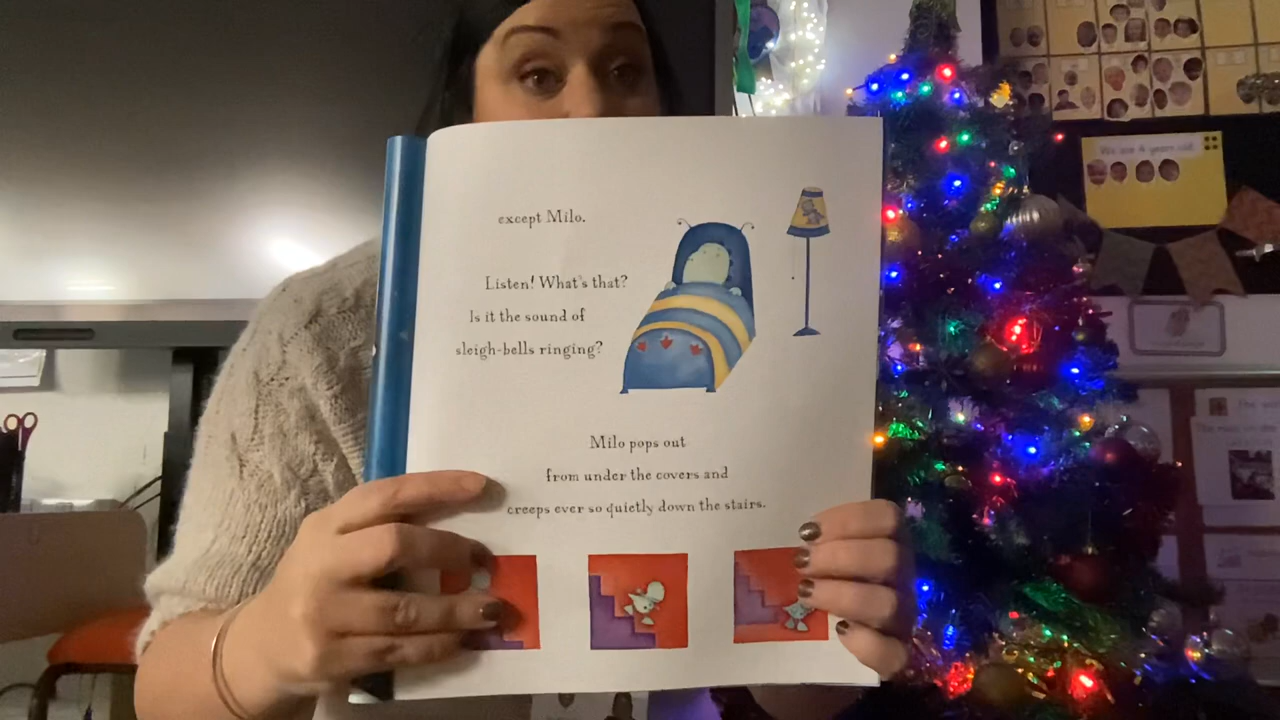 except Milo.
Listen! What's that?
Is it the sound of
sleigh-bells ringing?
Milo pops out
from under the covers and
creeps ever so quietly down the stairs.
We are 4 years old